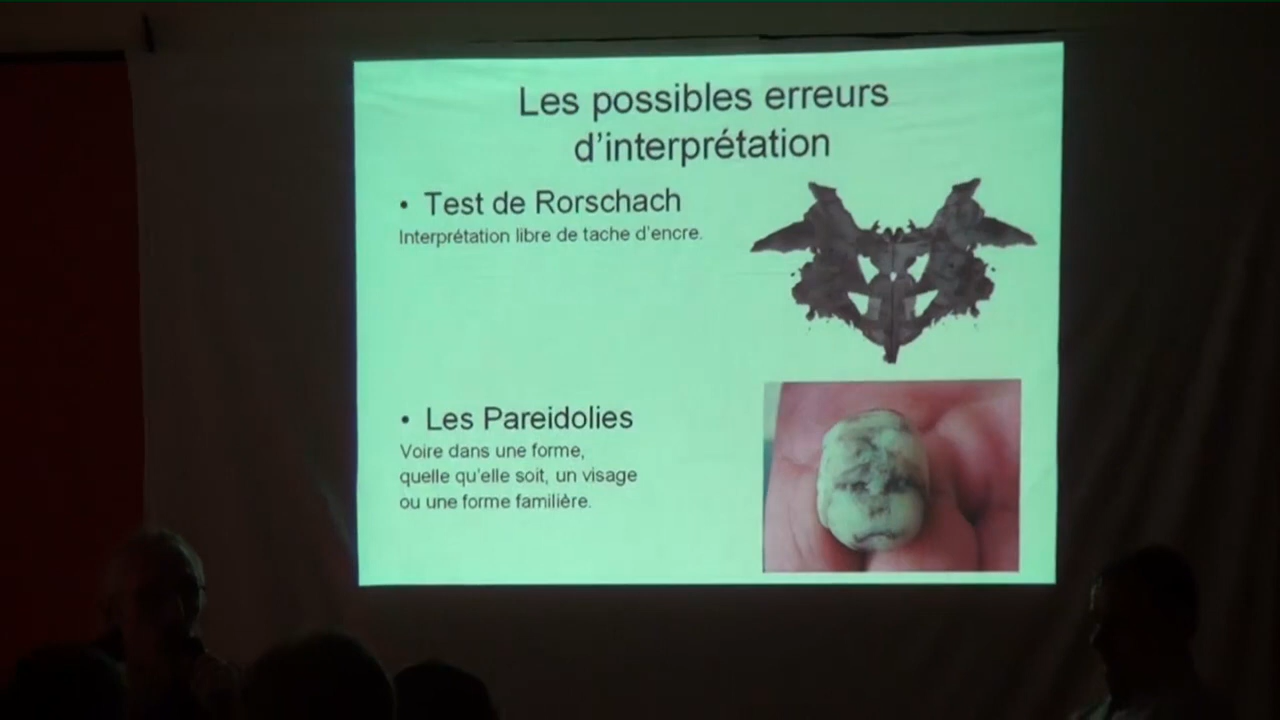 Les possibles erreurs
d'interprétation
• Test de Rorschach
Interprétation libre de tache d'encre.
• Les Pareidolies
Voire dans une forme,
quelle qu'elle soit, un visage
ou une forme familière.